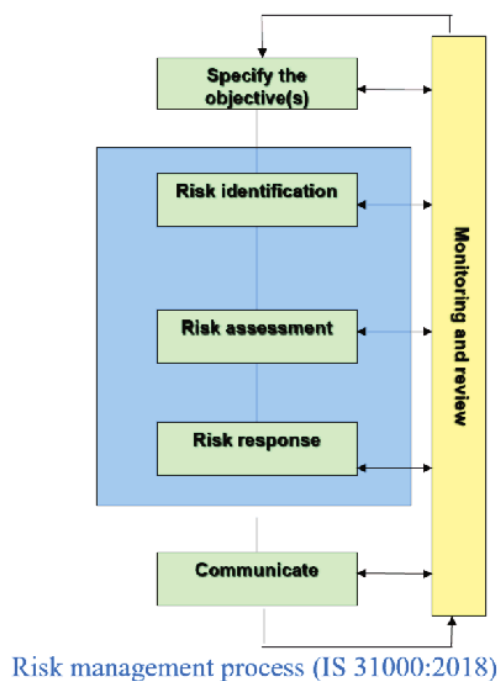 Specify the
objective(s)
Risk identification
Risk assessment
Risk response
Communicate
Monitoring and review
Risk management process (IS 31000:2018)